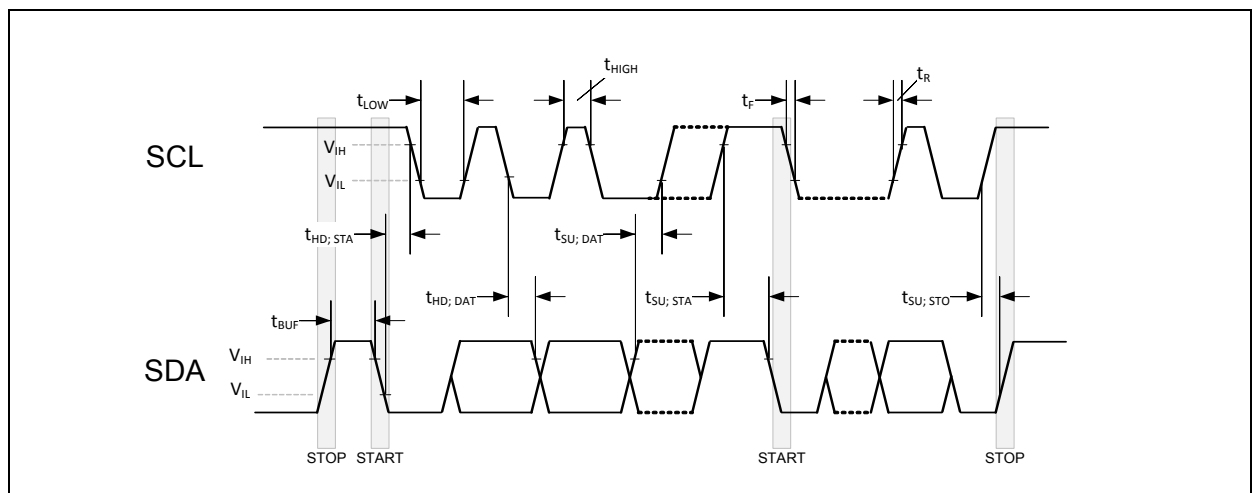 tHIGH
tR
tLOW
tF
SCL
VIH
VIL
tHD; STA
tSU; DAT
tHD; DAT
tSU; STA
tSU; STO
tBUF
VIH
SDA
VIL
STOP START START STOP